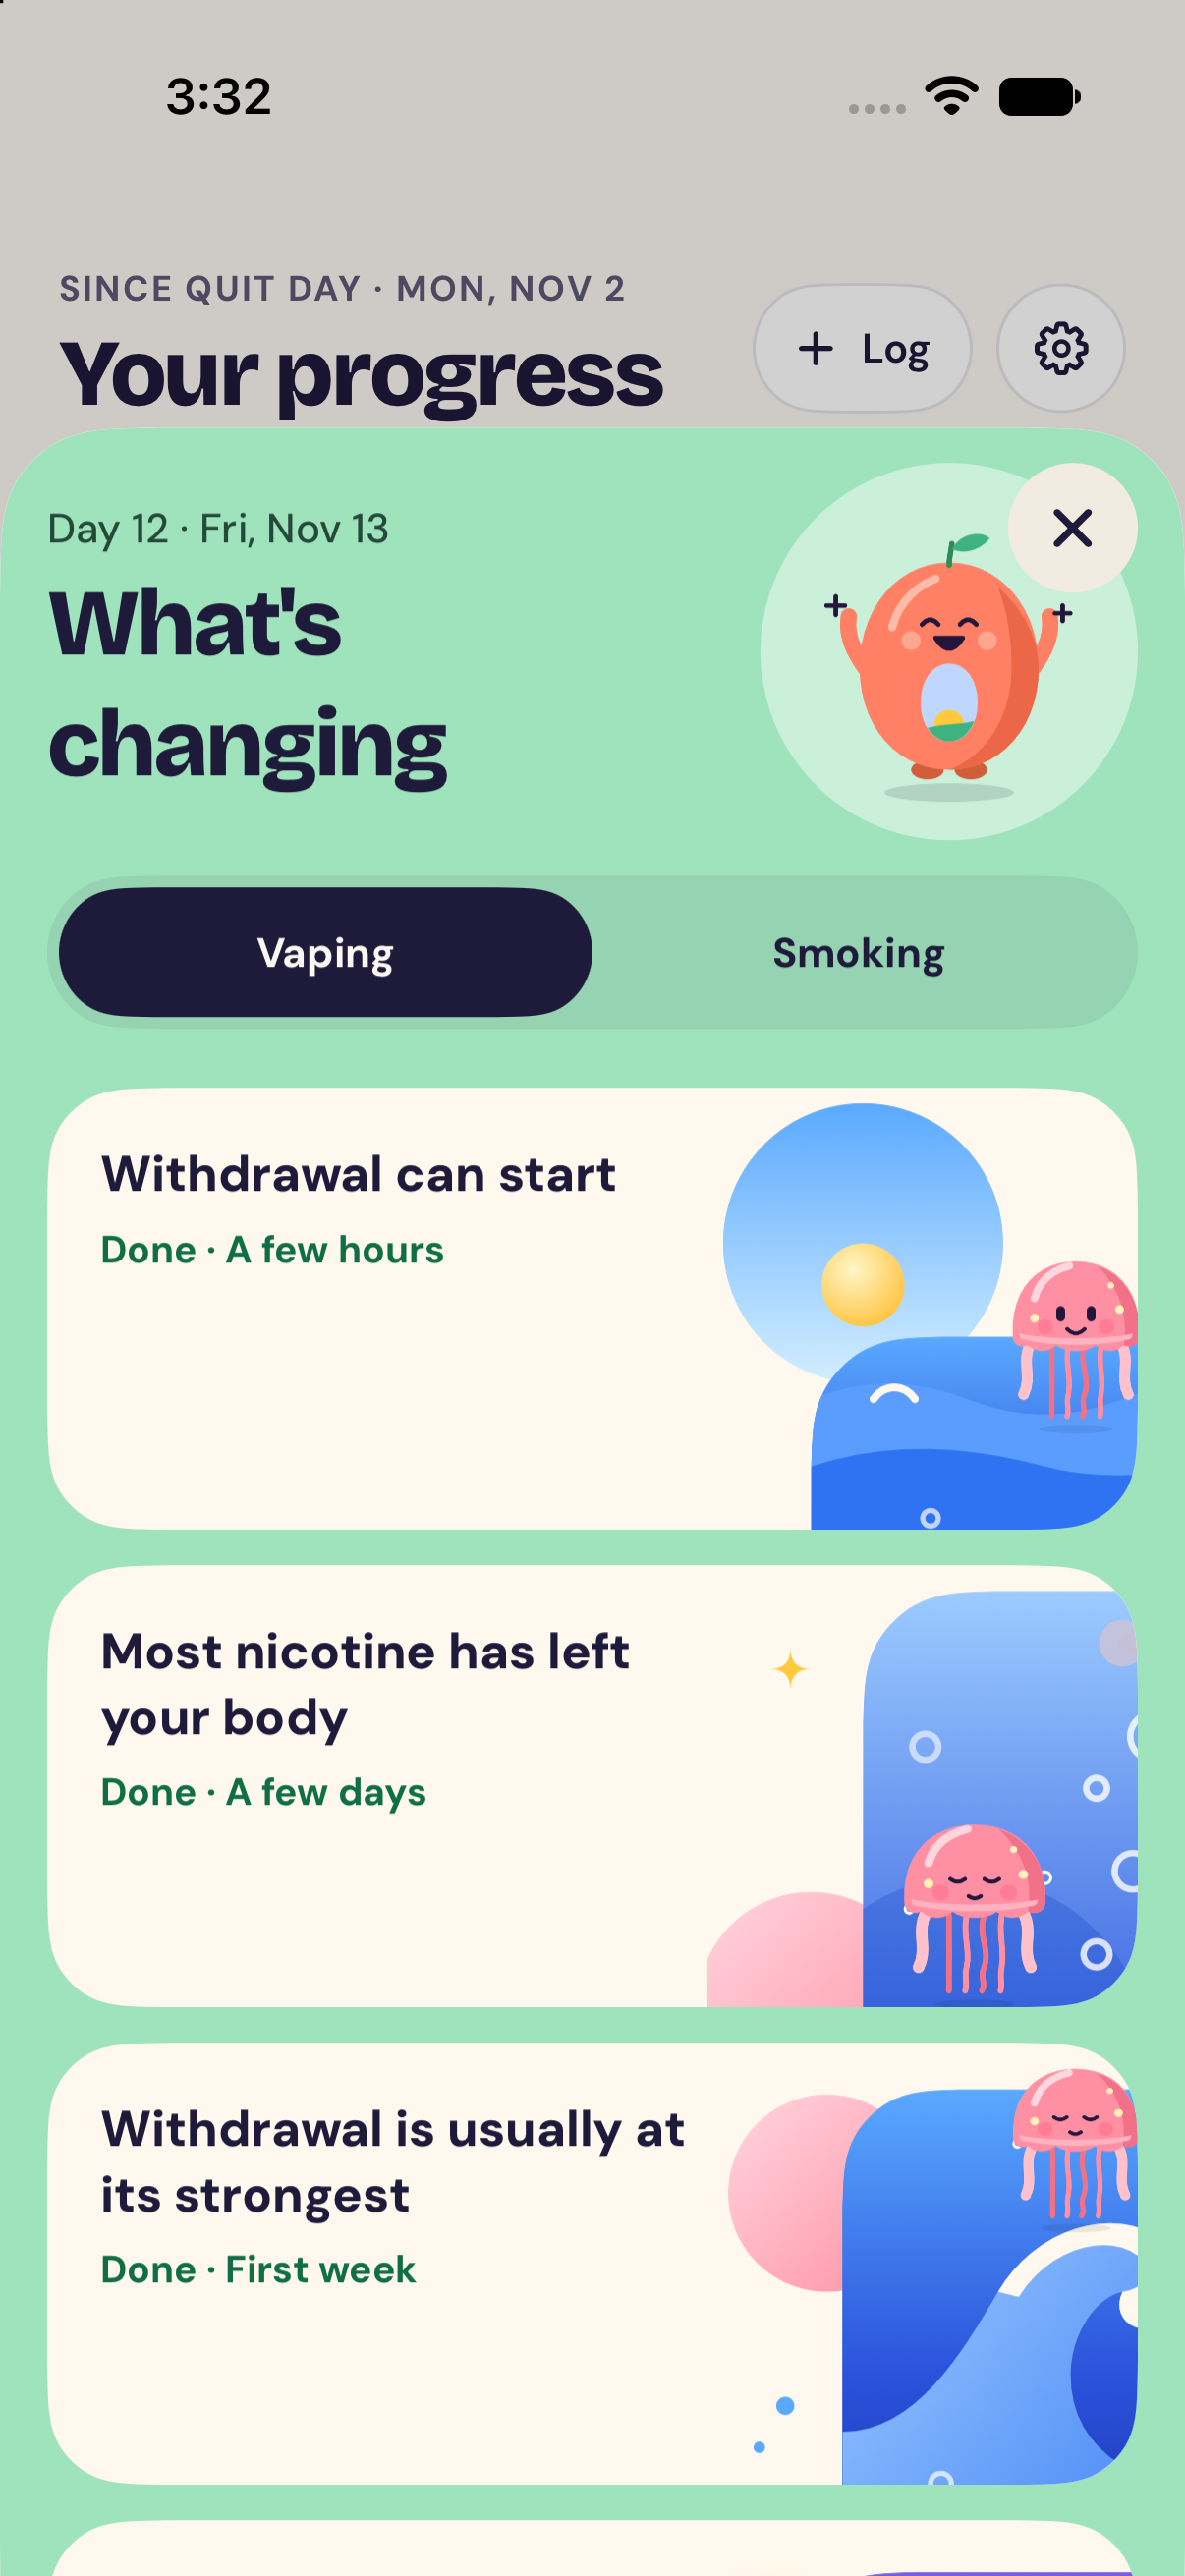 3:32
SINCE QUIT DAY · MON, NOV 2
Your progress
+ Log
Day 12 · Fri, Nov 13
What's
changing
Vaping
Smoking
Withdrawal can start
Done · A few hours
Most nicotine has left
your body
Done · A few days
Withdrawal is usually at
its strongest
Done · First week